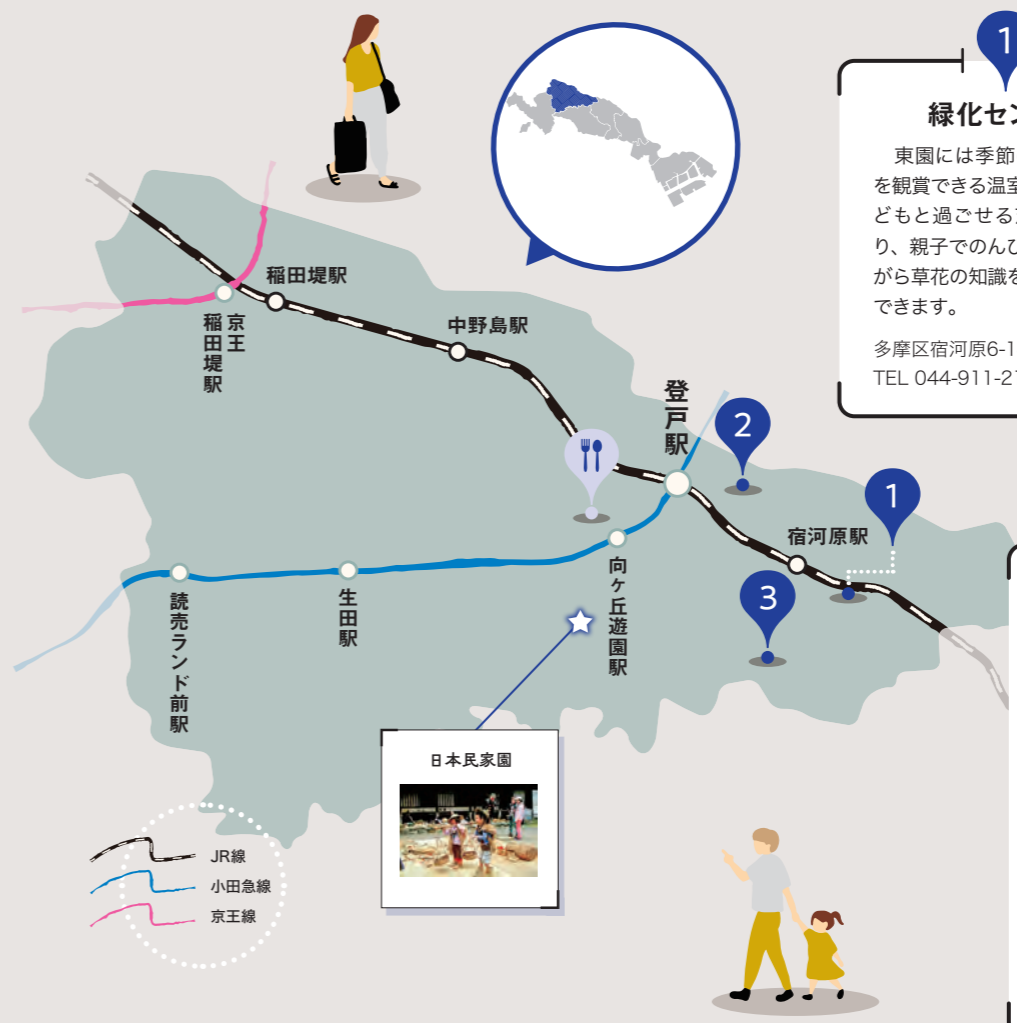 1
緑化セン
東園には季節
を観賞できる温室
どもと過ごせる
り、親子でのんび
がら草花の知識を
できます。
多摩区宿河原6-1
TEL 044-911-21
稲田堤駅
京王
稲田堤駅
中野島駅
登戸駅
2
1
宿河原駅
3
向ヶ丘遊園駅
生田駅
読売ランド前駅
日本民家園
JR線
小田急線
京王線